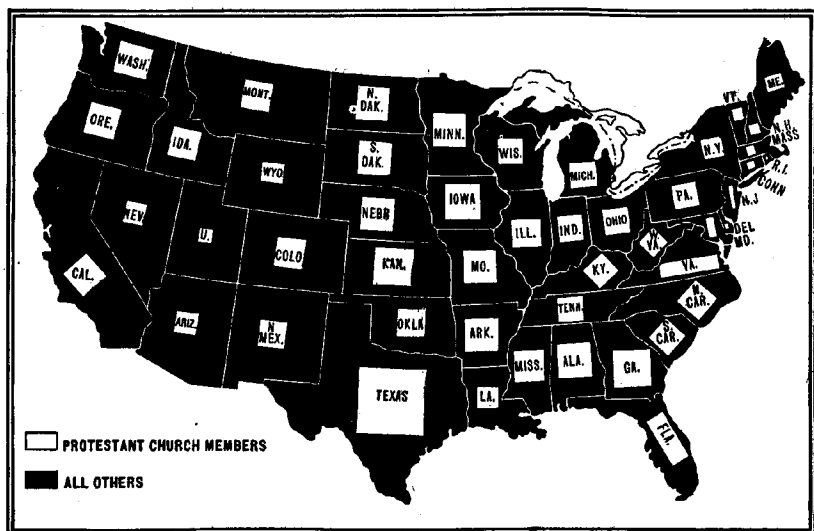 WASH.
MONT.
N.
DAK.
MINN.
ORE.
IDA.
WYO.
S.
DAK.
WIS.
MICH.
N.Y.
VT.
ME.
N.H.
MASS
R.I.
CONN
N.J
DEL
MD.
PA.
NEV.
U.
COLO
NEBR
IOWA
ILL.
IND.
OHIO
W.
VA.
VA.
CAL.
KAN.
MO.
KY.
ARIZ.
N
MEX.
OKLA
ARK.
TENN.
N.
CAR.
S.
CAR.
TEXAS
LA.
MISS.
ALA.
GA.
FLA.
PROTESTANT CHURCH MEMBERS
ALL OTHERS